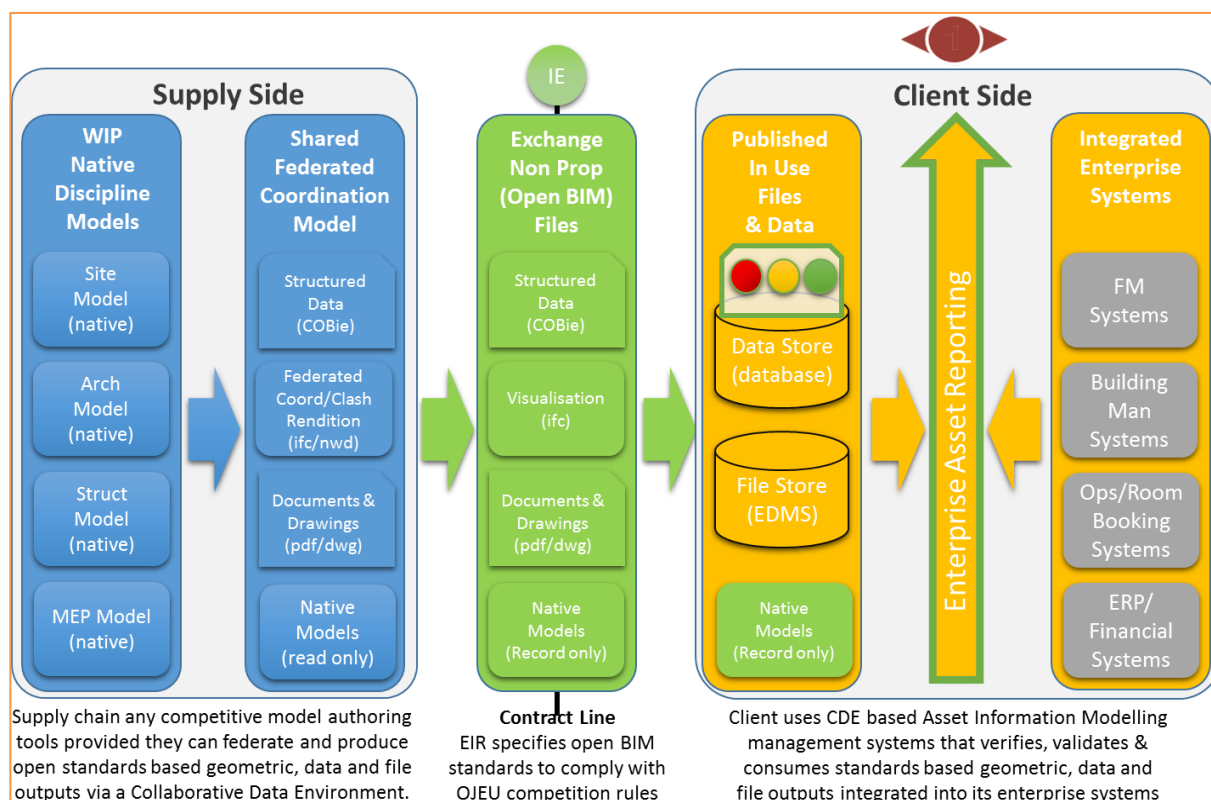 1
IE
Supply Side
WIP
Native
Discipline
Models
Site
Model
(native)
Arch
Model
(native)
Struct
Model
(native)
MEP Model
(native)
Shared
Federated
Coordination
Model
Structured
Data
(COBie)
Federated
Coord/Clash
Rendition
(ifc/nwd)
Documents &
Drawings
(pdf/dwg)
Native
Models
(read only)
Exchange
Non Prop
(Open BIM)
Files
Structured
Data
(COBie)
Visualisation
(ifc)
Documents &
Drawings
(pdf/dwg)
Native
Models
(Record only)
Client Side
Published
In Use
Files
& Data
Data Store
(database)
File Store
(EDMS)
Native
Models
(Record only)
Enterprise Asset Reporting
Integrated
Enterprise
Systems
FM
Systems
Building
Man
Systems
Ops/Room
Booking
Systems
ERP/
Financial
Systems
Supply chain any competitive model authoring
tools provided they can federate and produce
open standards based geometric, data and file
outputs via a Collaborative Data Environment.
Contract Line
EIR specifies open BIM
standards to comply with
OJEU competition rules
Client uses CDE based Asset Information Modelling
management systems that verifies, validates &
consumes standards based geometric, data and
file outputs integrated into its enterprise systems